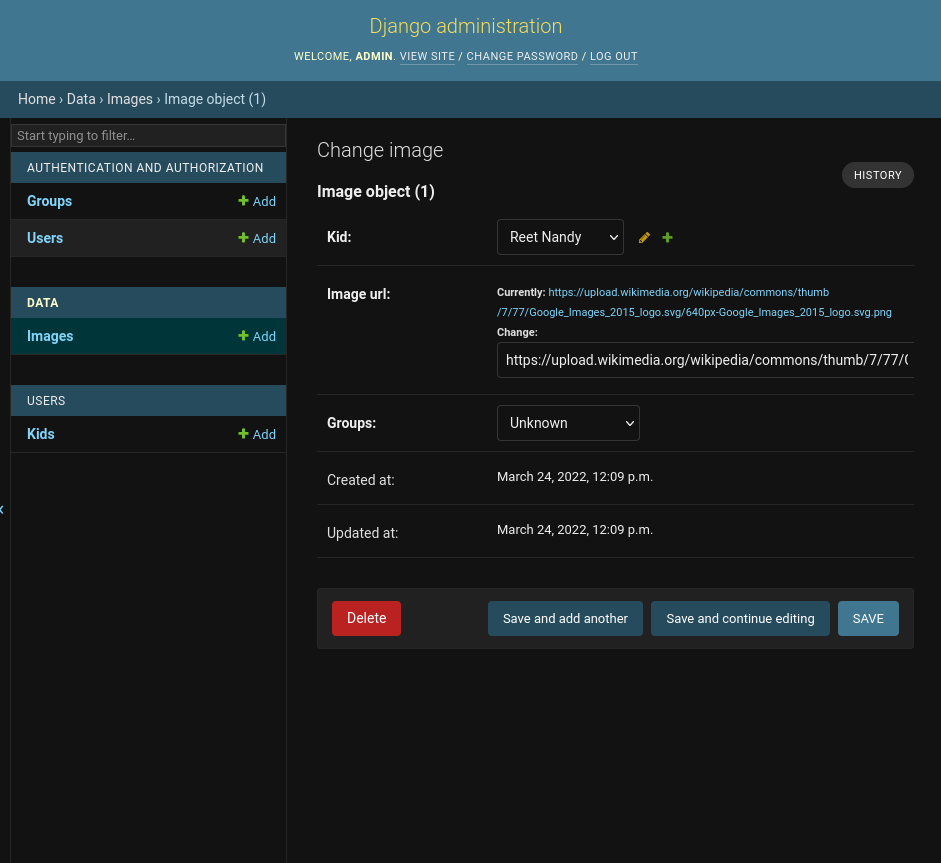 Django administration
WELCOME, ADMIN. VIEW SITE / CHANGE PASSWORD / LOG OUT
Home › Data › Images › Image object (1)
Start typing to filter…
AUTHENTICATION AND AUTHORIZATION
Groups + Add
Users + Add
DATA
Images + Add
USERS
Kids + Add
«
Change image
HISTORY
Image object (1)
Kid: Reet Nandy
Image url: Currently: https://upload.wikimedia.org/wikipedia/commons/thumb
/7/77/Google_Images_2015_logo.svg/640px-Google_Images_2015_logo.svg.png
Change:
https://upload.wikimedia.org/wikipedia/commons/thumb/7/77/
Groups: Unknown
Created at: March 24, 2022, 12:09 p.m.
Updated at: March 24, 2022, 12:09 p.m.
Delete Save and add another Save and continue editing SAVE